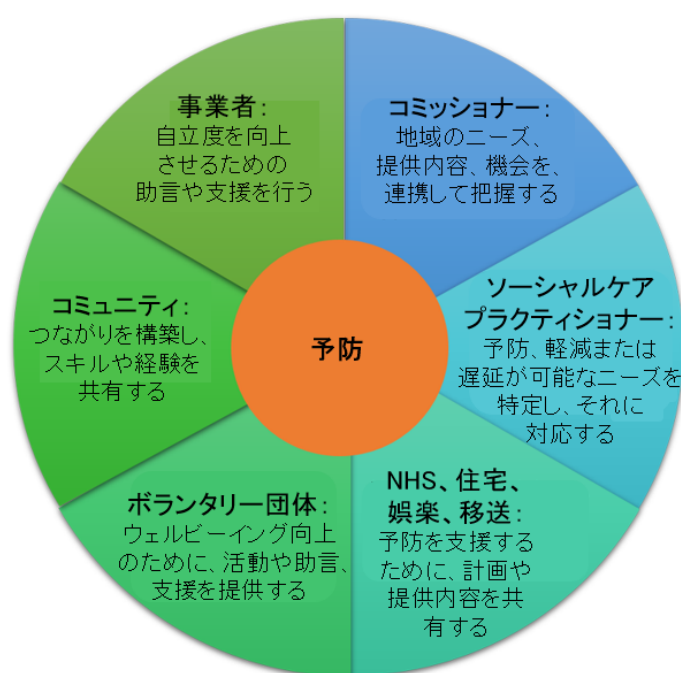 事業者：
自立度を向上
させるための
助言や支援を行う
コミッショナー：
地域のニーズ、
提供内容、機会を、
連携して把握する
ソーシャルケア
プラクティショナー：
予防、軽減または
遅延が可能なニーズを
特定し、それに
対応する
NHS、住宅、
娯楽、移送：
予防を支援する
ために、計画や
提供内容を共
有する
ボランタリー団体：
ウェルビーイング向上
のために、活動や助言、
支援を提供する
コミュニティ：
つながりを構築し、
スキルや経験を
共有する
予防